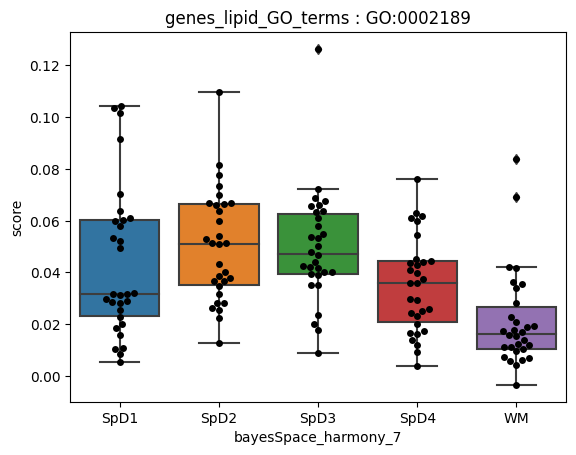 genes_lipid_GO_terms : GO:0002189
score
0.12
0.10
0.08
0.06
0.04
0.02
0.00
SpD1 SpD2 SpD3 SpD4 WM
bayesSpace_harmony_7